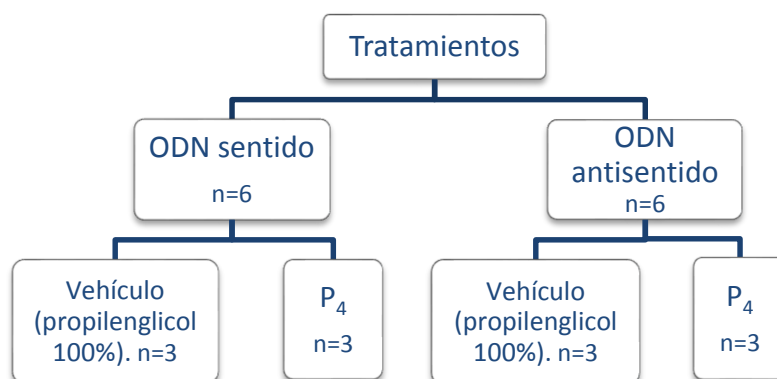 Tratamientos
ODN sentido
n=6
ODN
antisentido
n=6
Vehículo
(propilenglicol
100%). n=3
P₄
n=3
Vehículo
(propilenglicol
100%). n=3
P₄
n=3